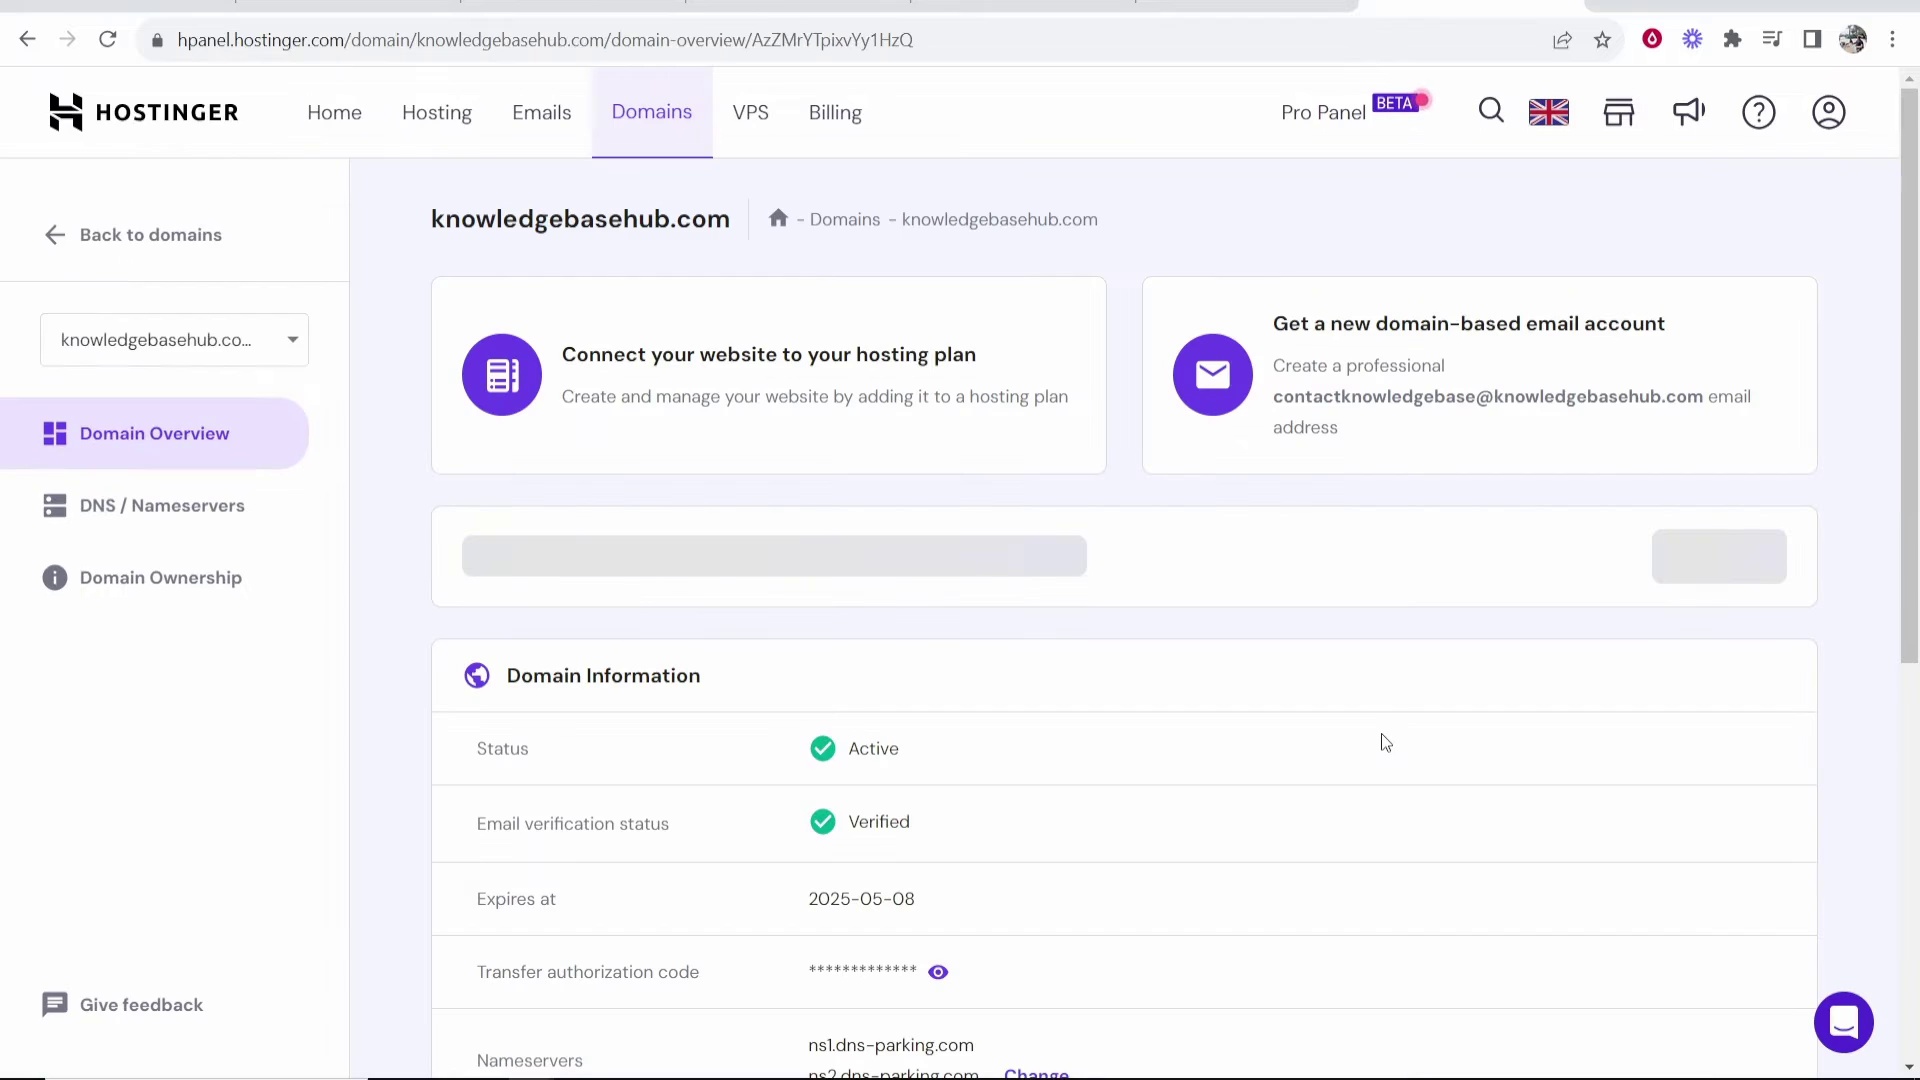 hpanel.hostinger.com/domain/knowledgebasehub.com/domain-overview/AzZMrYTpixvYy1HzQ
HOSTINGER
Home
Hosting
Emails
Domains
VPS
Billing
Pro Panel BETA
Back to domains
knowledgebasehub.co...
Domain Overview
DNS / Nameservers
Domain Ownership
Give feedback
knowledgebasehub.com
- Domains - knowledgebasehub.com
Connect your website to your hosting plan
Create and manage your website by adding it to a hosting plan
Get a new domain-based email account
Create a professional
contactknowledgebase@knowledgebasehub.com email
address
Domain Information
Status
Active
Email verification status
Verified
Expires at
2025-05-08
Transfer authorization code
*************
Nameservers
ns1.dns-parking.com
ns2.dns-parking.com
Change